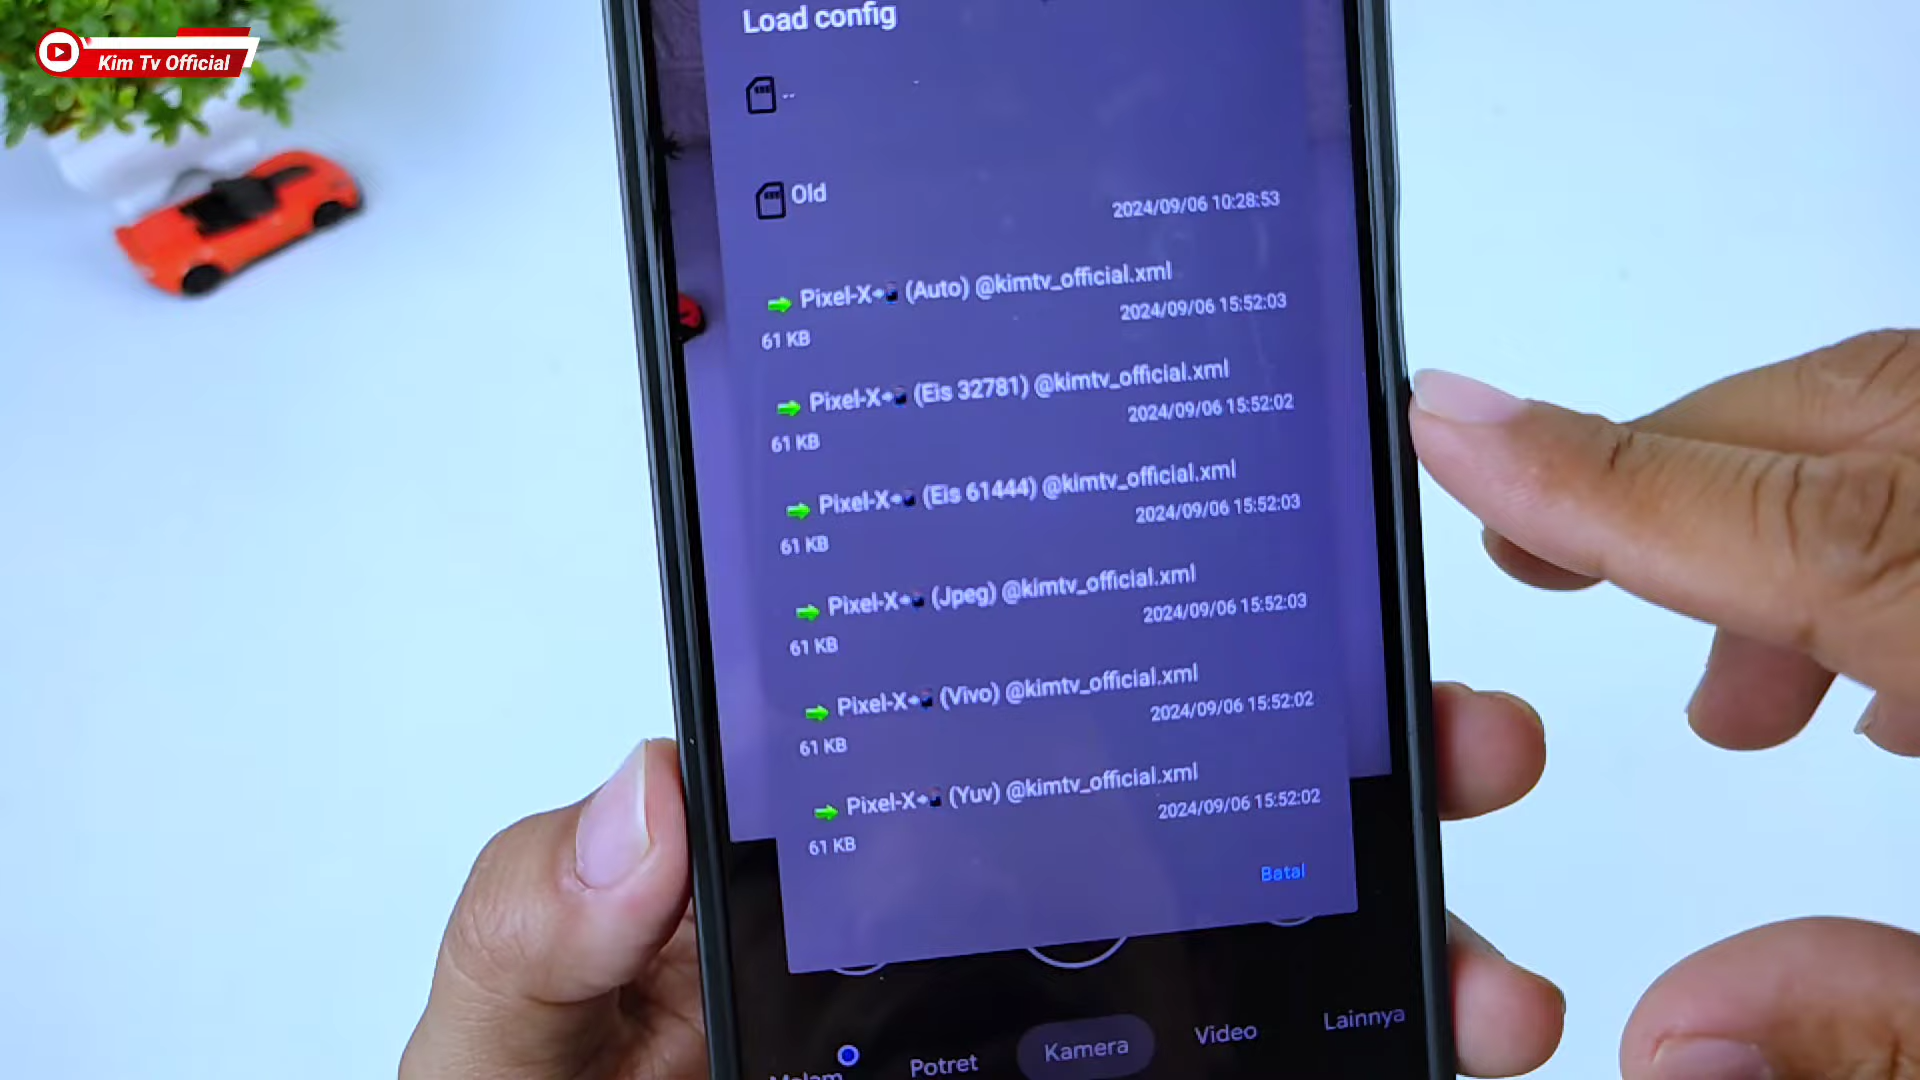 Kim Tv Official
Load config
..
Old
2024/09/06 10:28:53
Pixel-X (Auto) @kimtv_official.xml
2024/09/06 15:52:03
61 KB
Pixel-X (Eis 32781) @kimtv_official.xml
2024/09/06 15:52:02
61 KB
Pixel-X (Eis 61444) @kimtv_official.xml
2024/09/06 15:52:03
61 KB
Pixel-X (Jpeg) @kimtv_official.xml
2024/09/06 15:52:03
61 KB
Pixel-X (Vivo) @kimtv_official.xml
2024/09/06 15:52:02
61 KB
Pixel-X (Yuv) @kimtv_official.xml
2024/09/06 15:52:02
61 KB
Batal
Malam Potret Kamera Video Lainnya